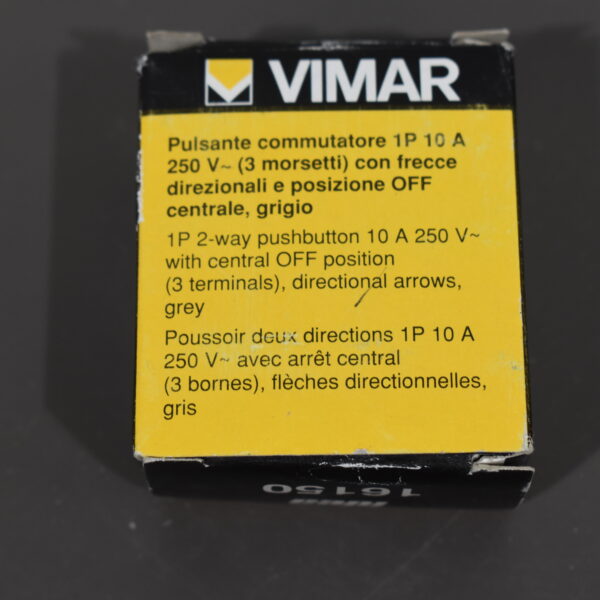 VIMAR
Pulsante commutatore 1P 10 A
250 V~ (3 morsetti) con frecce
direzionali e posizione OFF
centrale, grigio
1P 2-way pushbutton 10 A 250 V~
with central OFF position
(3 terminals), directional arrows,
grey
Poussoir deux directions 1P 10 A
250 V~ avec arrêt central
(3 bornes), flèches directionnelles,
gris
16150